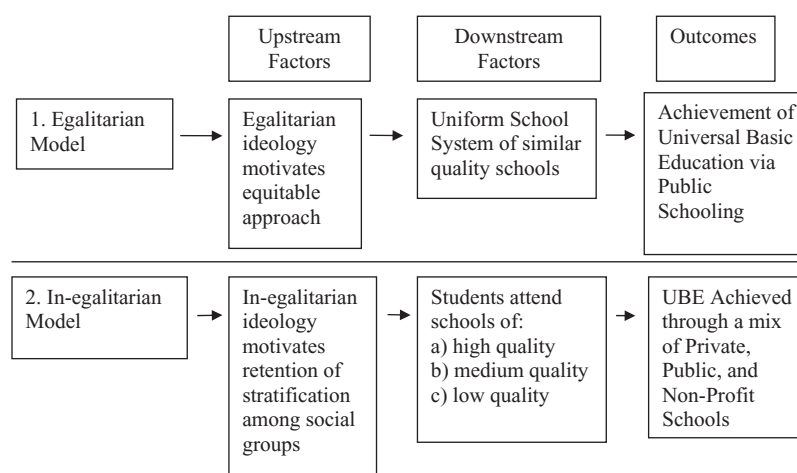 Upstream
Factors
Downstream
Factors
Outcomes
1. Egalitarian
Model
Egalitarian
ideology
motivates
equitable
approach
Uniform School
System of similar
quality schools
Achievement of
Universal Basic
Education via
Public
Schooling
2. In-egalitarian
Model
In-egalitarian
ideology
motivates
retention of
stratification
among social
groups
Students attend
schools of:
a) high quality
b) medium quality
c) low quality
UBE Achieved
through a mix
of Private,
Public, and
Non-Profit
Schools